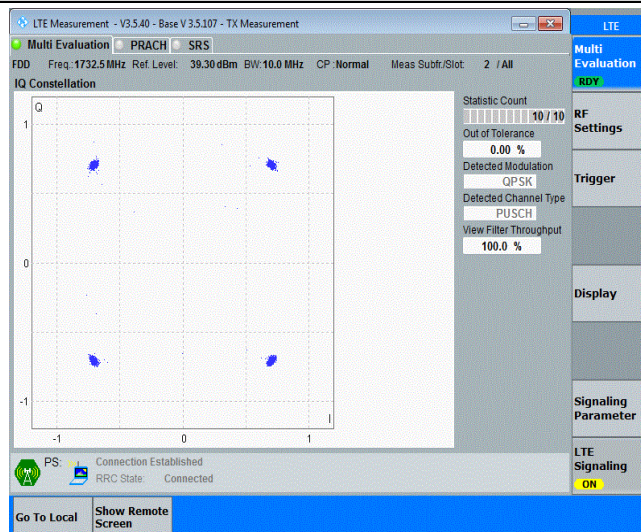 LTE Measurement - V3.5.40 - Base V 3.5.107 - TX Measurement
LTE
Multi Evaluation PRACH SRS
Multi
Evaluation
RDY
FDD Freq.:1732.5 MHz Ref. Level: 39.30 dBm BW:10.0 MHz CP :Normal Meas Subfr./Slot: 2 / All
IQ Constellation
Q
1
0
-1
-1 0 1
I
Statistic Count
10 / 10
Out of Tolerance
0.00 %
Detected Modulation
QPSK
Detected Channel Type
PUSCH
View Filter Throughput
100.0 %
RF
Settings
Trigger
Display
Signaling
Parameter
LTE
Signaling
ON
PS: Connection Established
RRC State: Connected
Go To Local
Show Remote
Screen